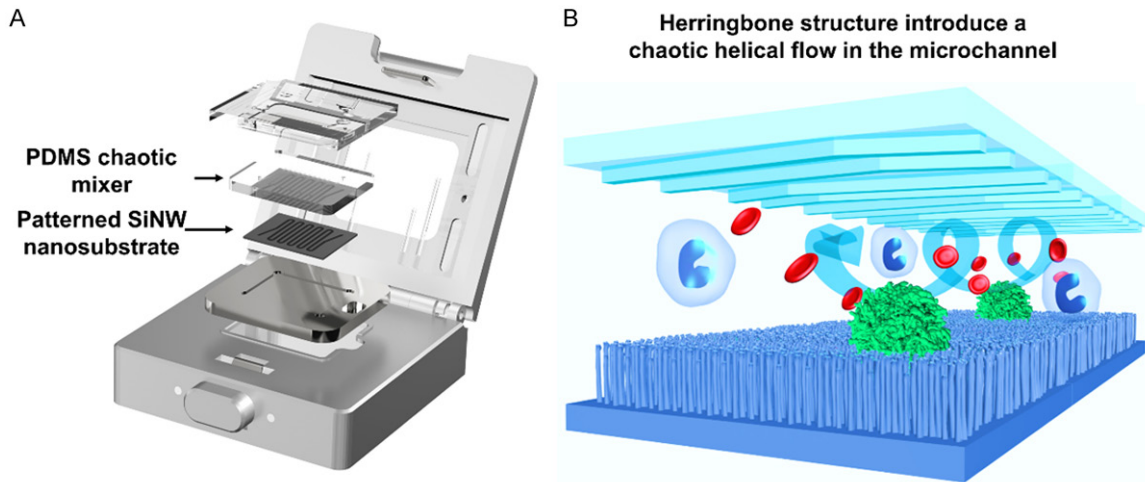 A
PDMS chaotic
mixer
Patterned SiNW
nanosubstrate
B
Herringbone structure introduce a
chaotic helical flow in the microchannel